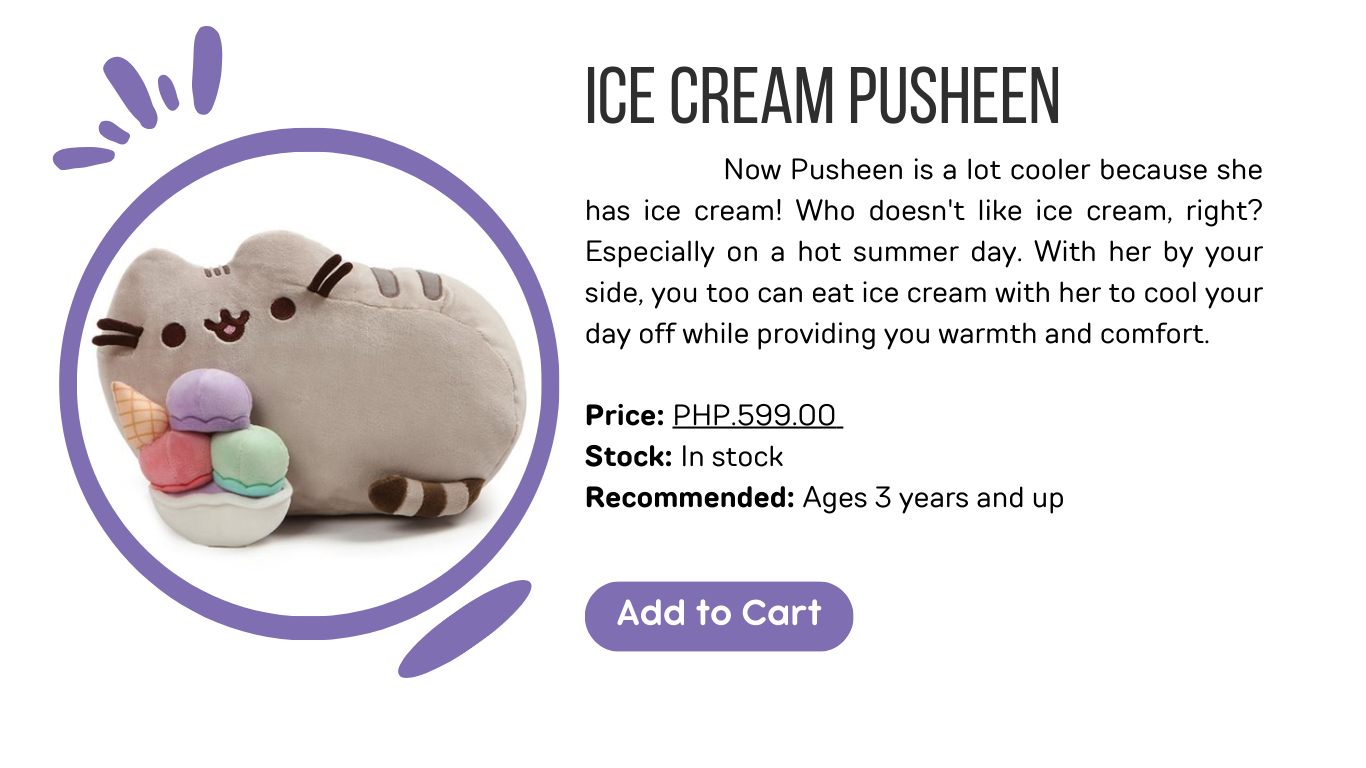 ICE CREAM PUSHEEN
Now Pusheen is a lot cooler because she
has ice cream! Who doesn't like ice cream, right?
Especially on a hot summer day. With her by your
side, you too can eat ice cream with her to cool your
day off while providing you warmth and comfort.
Price: PHP.599.00
Stock: In stock
Recommended: Ages 3 years and up
Add to Cart